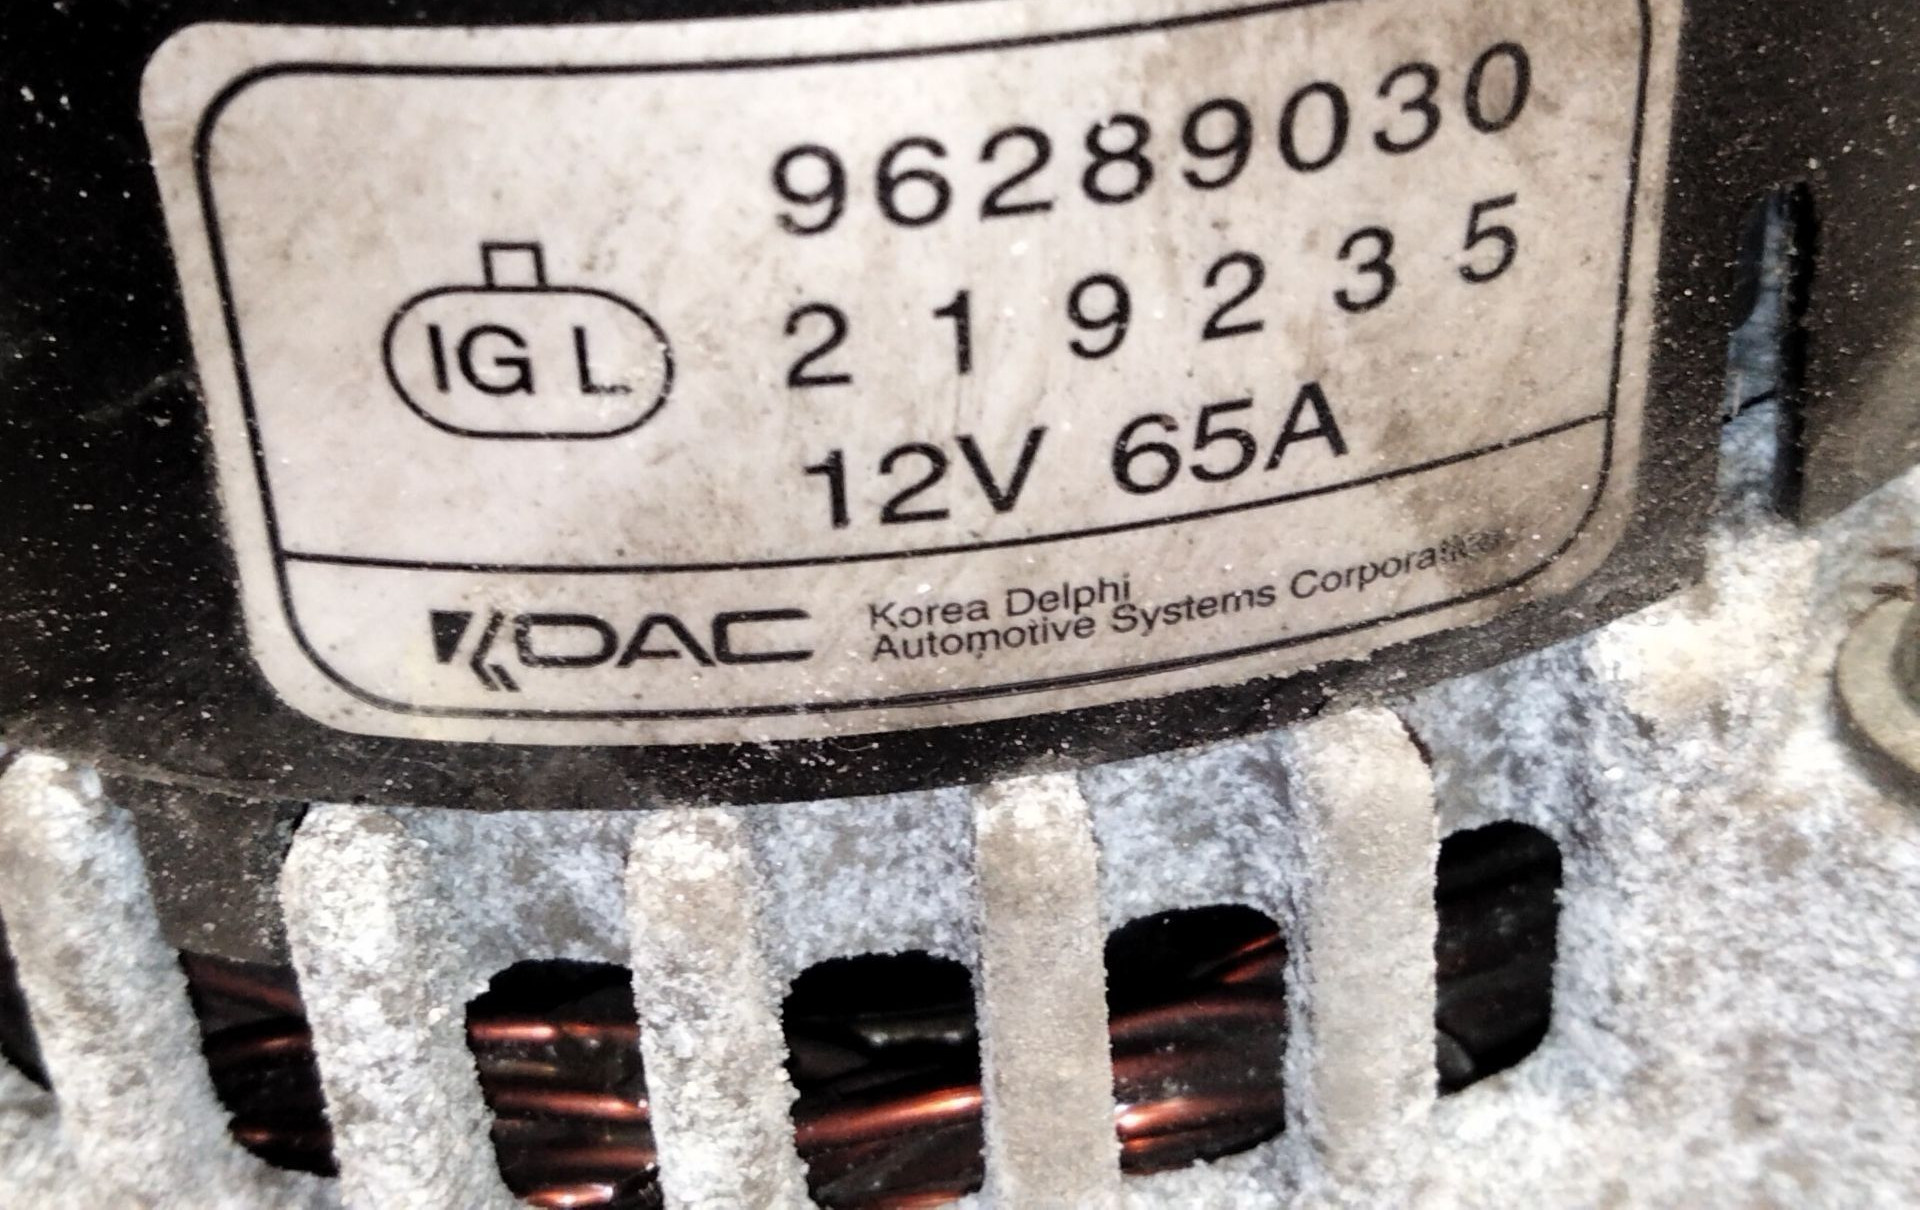 96289030
2 1 9 2 3 5
IG L
12V 65A
KDAC
Korea Delphi
Automotive Systems Corporation